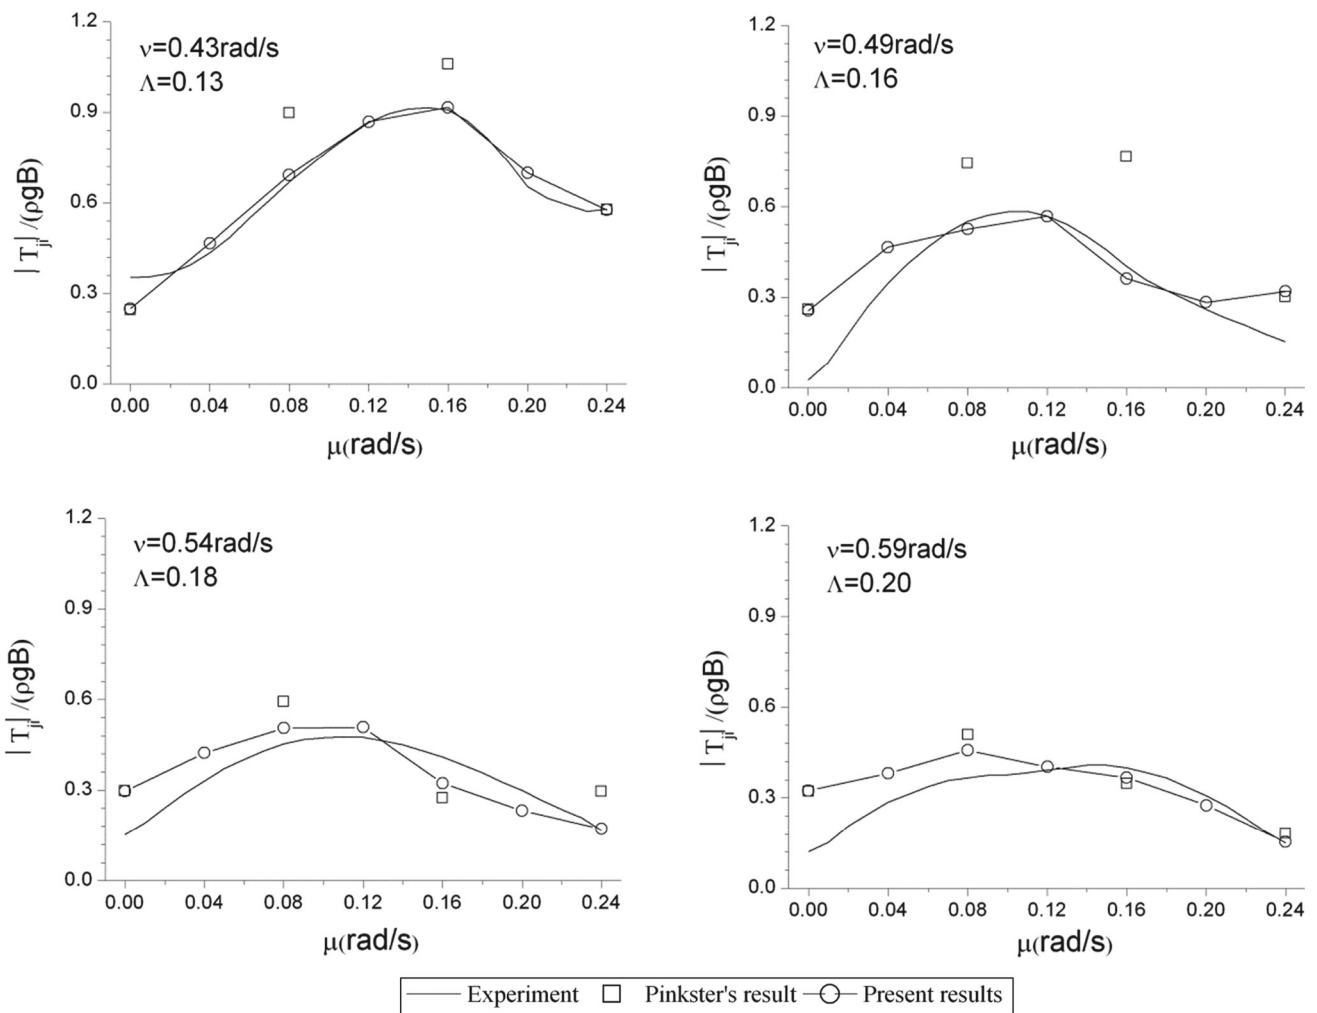 1.2
0.9
0.6
0.3
0.0
ν=0.43rad/s
Λ=0.13
|Tji|/(ρgB)
0.00 0.04 0.08 0.12 0.16 0.20 0.24
μ(rad/s)
1.2
0.9
0.6
0.3
0.0
ν=0.49rad/s
Λ=0.16
|Tji|/(ρgB)
0.00 0.04 0.08 0.12 0.16 0.20 0.24
μ(rad/s)
1.2
0.9
0.6
0.3
0.0
ν=0.54rad/s
Λ=0.18
|Tji|/(ρgB)
0.00 0.04 0.08 0.12 0.16 0.20 0.24
μ(rad/s)
1.2
0.9
0.6
0.3
0.0
ν=0.59rad/s
Λ=0.20
|Tji|/(ρgB)
0.00 0.04 0.08 0.12 0.16 0.20 0.24
μ(rad/s)
Experiment Pinkster's result Present results